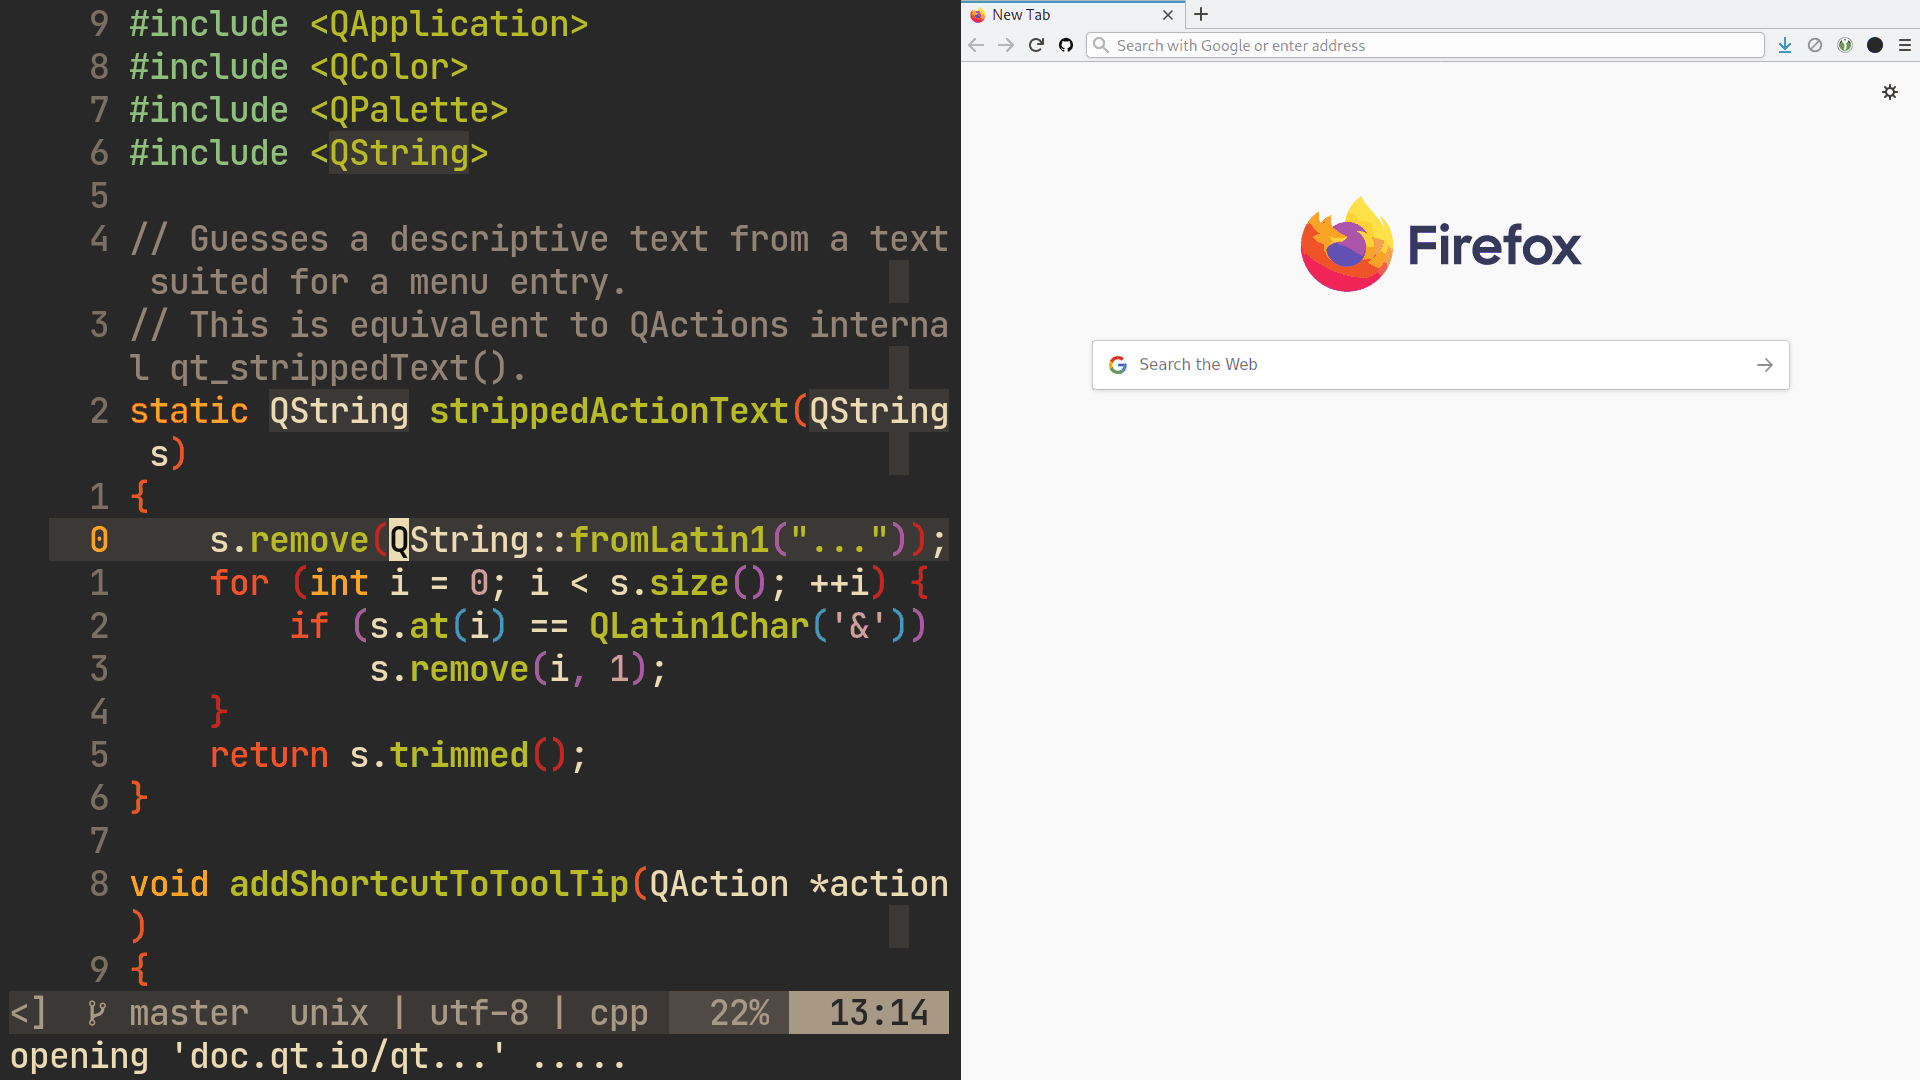 9 #include <QApplication>
8 #include <QColor>
7 #include <QPalette>
6 #include <QString>
5
4 // Guesses a descriptive text from a text
suited for a menu entry.
3 // This is equivalent to QActions interna
l qt_strippedText().
2 static QString strippedActionText(QString
s)
1 {
0 s.remove(QString::fromLatin1("..."));
1 for (int i = 0; i < s.size(); ++i) {
2 if (s.at(i) == QLatin1Char('&'))
3 s.remove(i, 1);
4 }
5 return s.trimmed();
6 }
7
8 void addShortcutToToolTip(QAction *action
)
9 {
<] master unix | utf-8 | cpp 22% 13:14
opening 'doc.qt.io/qt...' .....
New Tab
Search with Google or enter address
Firefox
Search the Web